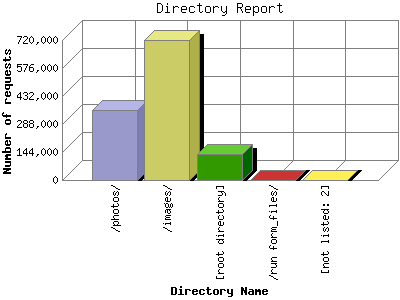 Directory Report
Number of requests
720,000
576,000
432,000
288,000
144,000
0
/photos/
/images/
[root directory]
/run form_files/
[not listed: 2]
Directory Name